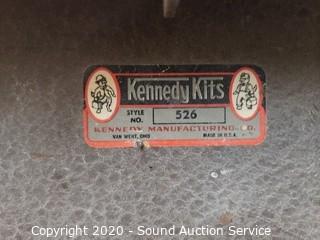 Kennedy Kits
STYLE NO. 526
KENNEDY MANUFACTURING CO.
VAN WERT, OHIO MADE IN U.S.A.
Copyright 2020 - Sound Auction Service